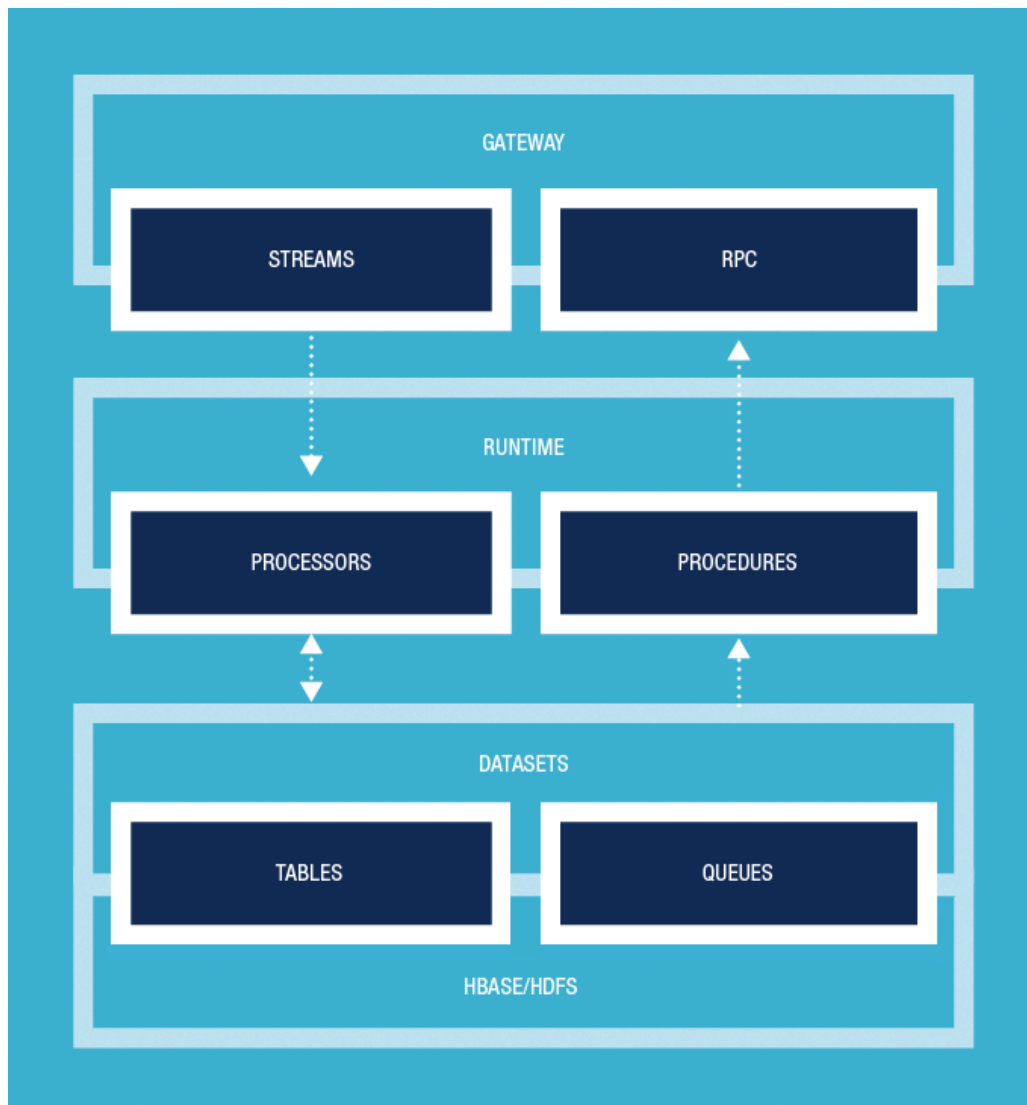 GATEWAY
STREAMS
RPC
RUNTIME
PROCESSORS
PROCEDURES
DATASETS
TABLES
QUEUES
HBASE/HDFS